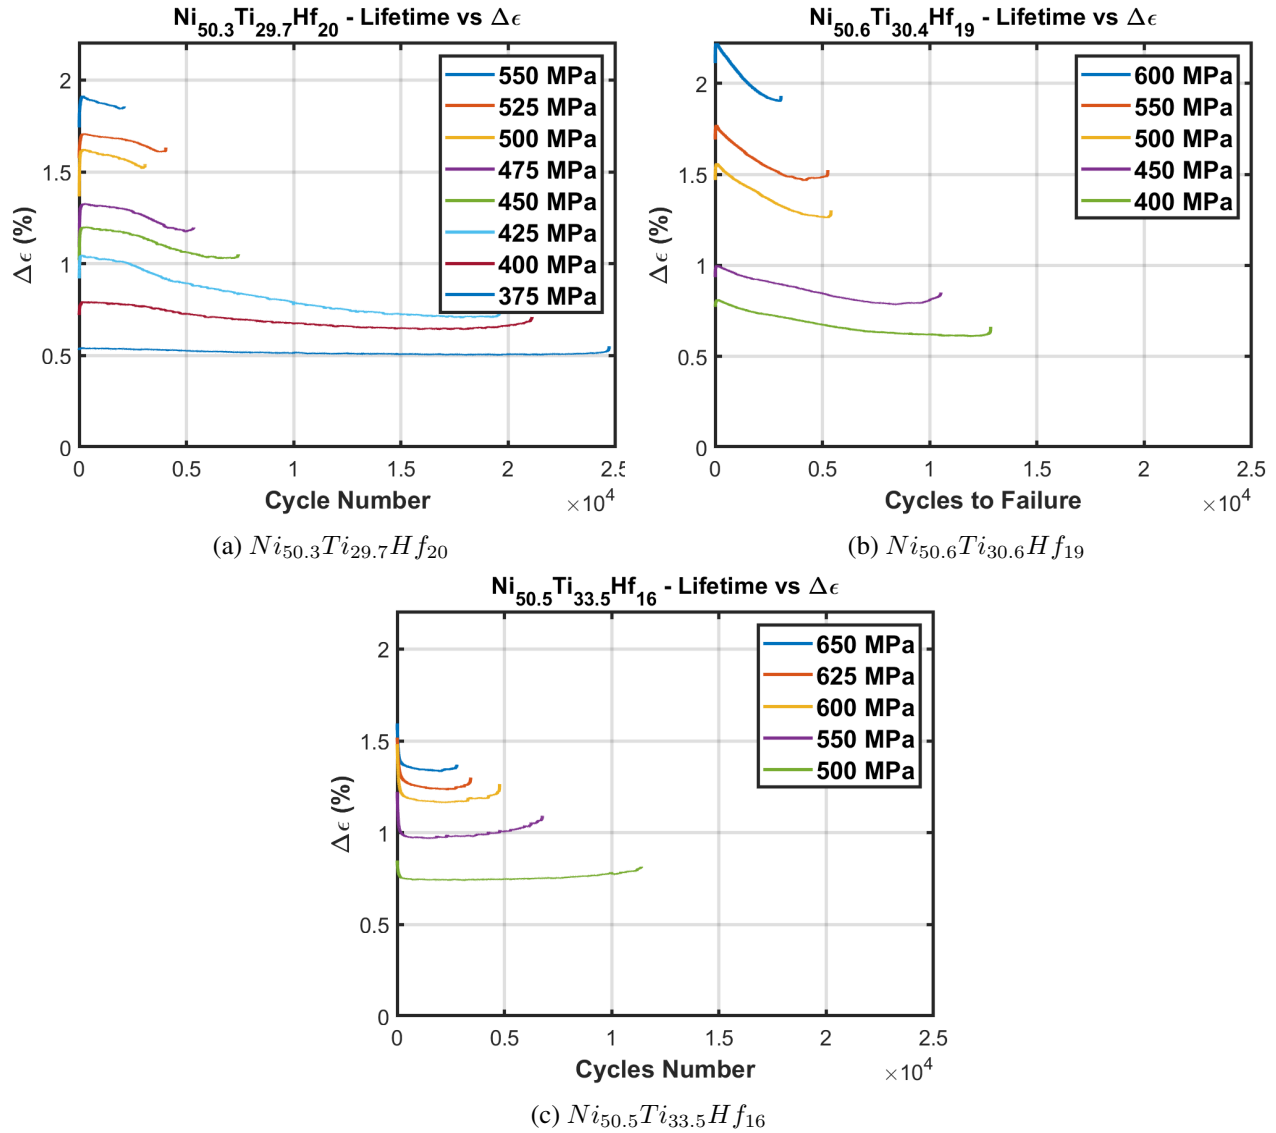 Ni50.3Ti29.7Hf20 - Lifetime vs Δϵ
Δϵ (%)
2
1.5
1
0.5
0
550 MPa
525 MPa
500 MPa
475 MPa
450 MPa
425 MPa
400 MPa
375 MPa
0 0.5 1 1.5 2 2.5
Cycle Number
×10^4
(a) Ni50.3Ti29.7Hf20
Ni50.6Ti30.4Hf19 - Lifetime vs Δϵ
Δϵ (%)
2
1.5
1
0.5
0
600 MPa
550 MPa
500 MPa
450 MPa
400 MPa
0 0.5 1 1.5 2 2.5
Cycles to Failure
×10^4
(b) Ni50.6Ti30.6Hf19
Ni50.5Ti33.5Hf16 - Lifetime vs Δϵ
Δϵ (%)
2
1.5
1
0.5
0
650 MPa
625 MPa
600 MPa
550 MPa
500 MPa
0 0.5 1 1.5 2 2.5
Cycles Number
×10^4
(c) Ni50.5Ti33.5Hf16